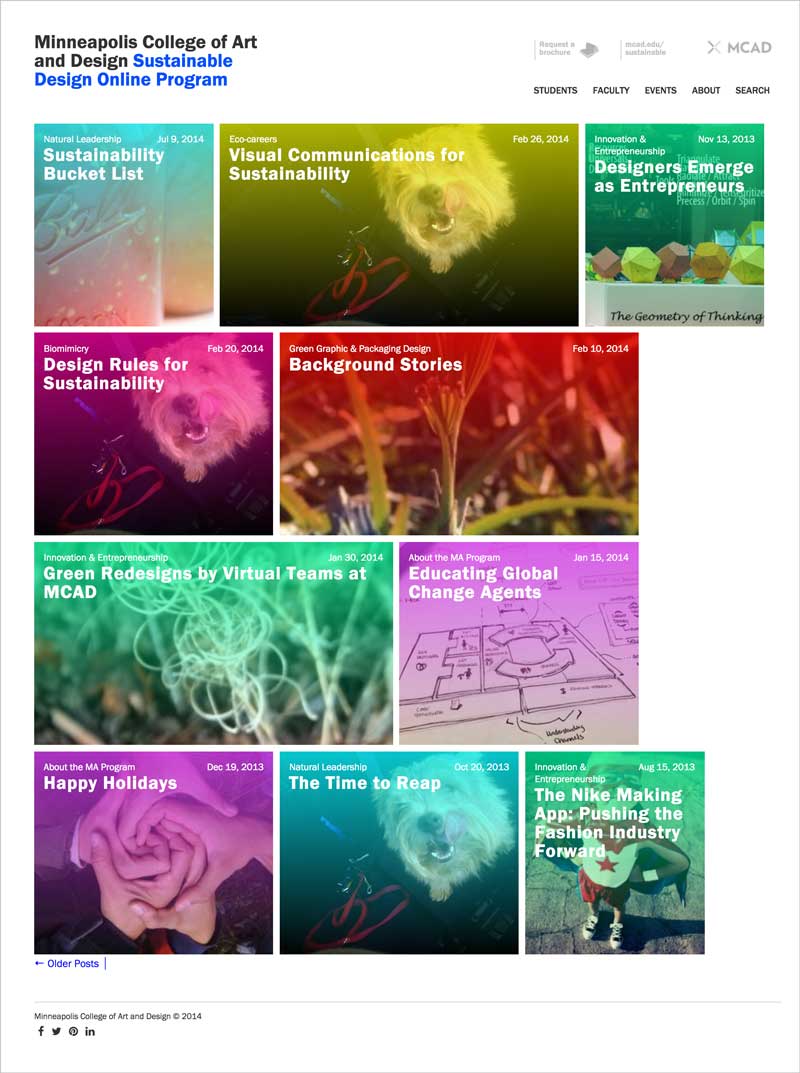 Minneapolis College of Art
and Design Sustainable
Design Online Program
Request a
brochure
mcad.edu/
sustainable
MCAD
STUDENTS FACULTY EVENTS ABOUT SEARCH
Natural Leadership Jul 9, 2014
Sustainability
Bucket List
Eco-careers Feb 26, 2014
Visual Communications for
Sustainability
Innovation & Nov 13, 2013
Entrepreneurship
Designers Emerge
as Entrepreneurs
Triangulate
Radiate / Attract
Tools
Precess / Orbit / Spin
The Geometry of Thinking
Biomimicry Feb 20, 2014
Design Rules for
Sustainability
Green Graphic & Packaging Design Feb 10, 2014
Background Stories
Innovation & Entrepreneurship Jan 30, 2014
Green Redesigns by Virtual Teams at
MCAD
About the MA Program Jan 15, 2014
Educating Global
Change Agents
Understanding
Channels
About the MA Program Dec 19, 2013
Happy Holidays
Natural Leadership Oct 20, 2013
The Time to Reap
Innovation & Aug 15, 2013
Entrepreneurship
The Nike Making
App: Pushing the
Fashion Industry
Forward
← Older Posts
Minneapolis College of Art and Design © 2014